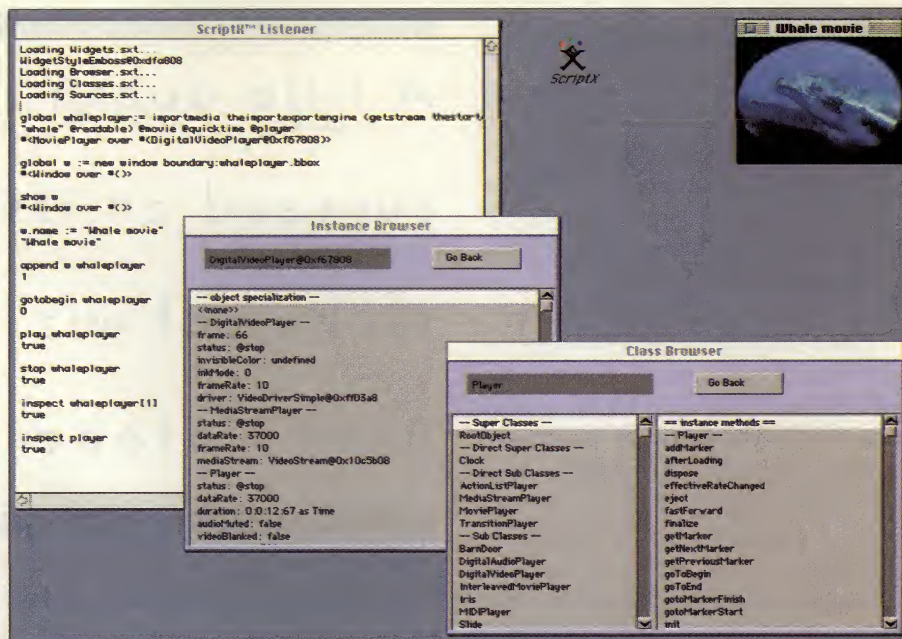 ScriptX™ Listener
Loading Widgets.sxt...
WidgetStyleEmboss@0xdfa808
Loading Browser.sxt...
Loading Classes.sxt...
Loading Sources.sxt...
global whaleplayer:= importmedia theimportexportengine (getstream thestart
"whale" @readable) @movie @quicktime @player
#<MoviePlayer over #(DigitalVideoPlayer@0xf67808)>
global w := new window boundary:whaleplayer.bbox
#<Window over #()>
show w
#<Window over #()>
w.name := "Whale movie"
"Whale movie"
append w whaleplayer
1
gotobegin whaleplayer
0
play whaleplayer
true
stop whaleplayer
true
inspect whaleplayer[1]
true
inspect player
true
ScriptX
Whale movie
Instance Browser
DigitalVideoPlayer@0xf67808
Go Back
-- object specialization --
<<none>>
-- DigitalVideoPlayer --
frame: 66
status: @stop
invisibleColor: undefined
inkMode: 0
frameRate: 10
driver: VideoDriverSimple@0xff03a8
-- MediaStreamPlayer --
status: @stop
dataRate: 37000
frameRate: 10
mediaStream: VideoStream@0x10c5b08
-- Player --
status: @stop
dataRate: 37000
duration: 0:0:12:67 as Time
audioMuted: false
videoBlanked: false
Class Browser
Player
Go Back
-- Super Classes --
RootObject
-- Direct Super Classes --
Clock
-- Direct Sub Classes --
ActionListPlayer
MediaStreamPlayer
MoviePlayer
TransitionPlayer
-- Sub Classes --
BarnDoor
DigitalAudioPlayer
DigitalVideoPlayer
InterleavedMoviePlayer
Iris
MIDIPlayer
Slide
== instance methods ==
-- Player --
addMarker
afterLoading
dispose
effectiveRateChanged
eject
fastForward
finalize
getMarker
getNextMarker
getPreviousMarker
goToBegin
goToEnd
gotoMarkerFinish
gotoMarkerStart
init